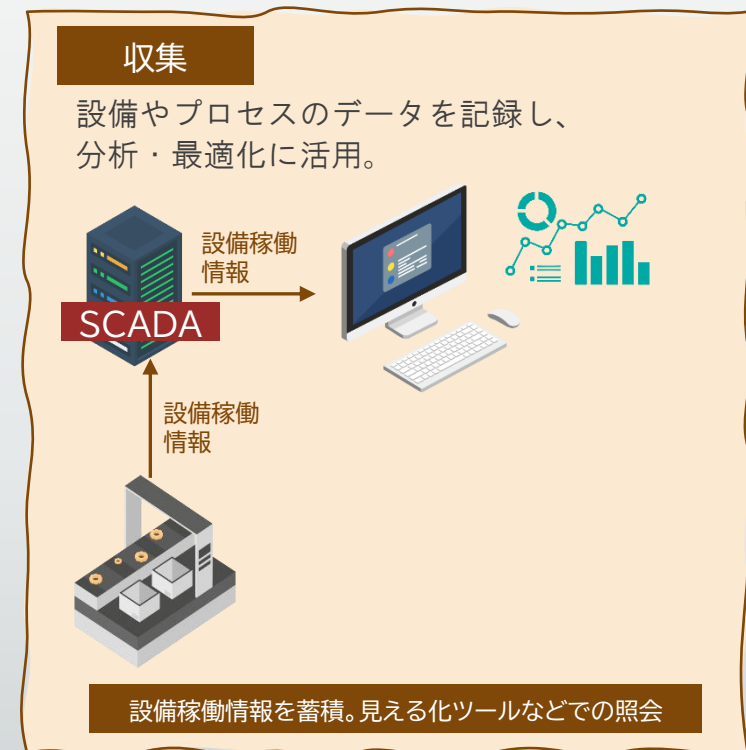 収集
設備やプロセスのデータを記録し、
分析・最適化に活用。
設備稼働
情報
SCADA
設備稼働
情報
設備稼働情報を蓄積。見える化ツールなどでの照会